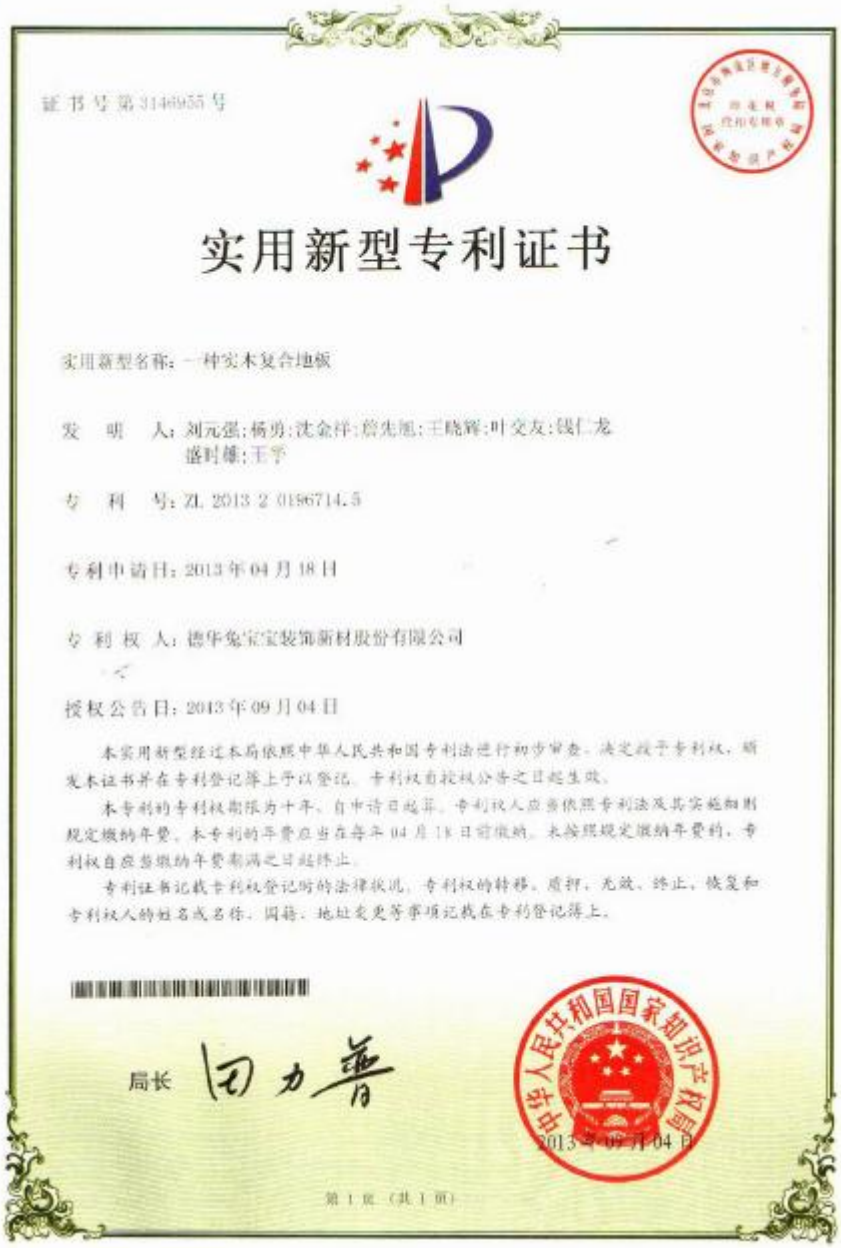 证书号第3146955号
印花税
代扣专用章
国家知识产权局
实用新型专利证书
实用新型名称：一种实木复合地板
发 明 人：刘元强;杨勇;沈金祥;詹先旭;王晓辉;叶交友;钱仁龙
盛时雄;王宇
专 利 号：ZL 2013 2 0196714.5
专利申请日：2013年04月18日
专 利 权 人：德华兔宝宝装饰新材股份有限公司
授权公告日：2013年09月04日
本实用新型经过本局依照中华人民共和国专利法进行初步审查，决定授予专利权，颁
发本证书并在专利登记簿上予以登记。专利权自授权公告之日起生效。
本专利的专利权期限为十年，自申请日起算。专利权人应当依照专利法及其实施细则
规定缴纳年费。本专利的年费应当在每年04月18日前缴纳。未按照规定缴纳年费的，专
利权自应当缴纳年费期满之日起终止。
专利证书记载专利权登记时的法律状况。专利权的转移、质押、无效、终止、恢复和
专利权人的姓名或名称、国籍、地址变更等事项记载在专利登记簿上。
局长 田力普
中华人民共和国国家知识产权局
2013年09月04日
第1页（共1页）